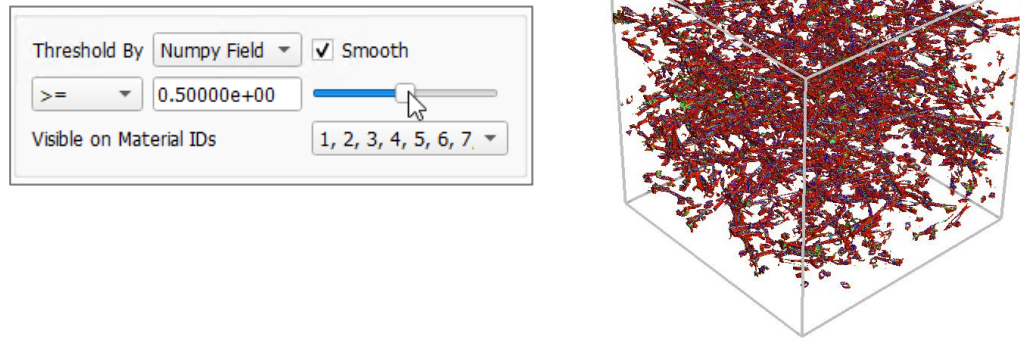 Threshold By Numpy Field Smooth
>= 0.50000e+00
Visible on Material IDs 1, 2, 3, 4, 5, 6, 7,